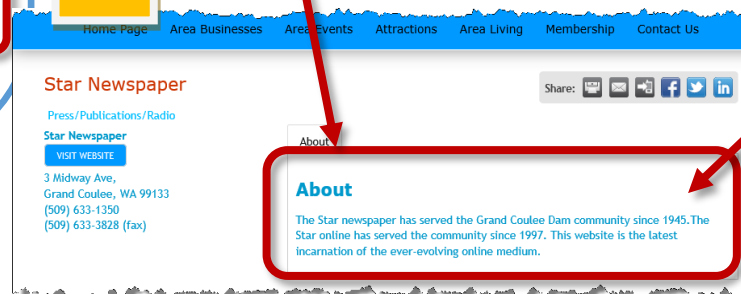 Home Page Area Businesses Area Events Attractions Area Living Membership Contact Us
Star Newspaper
Share:
Press/Publications/Radio
Star Newspaper
VISIT WEBSITE
3 Midway Ave,
Grand Coulee, WA 99133
(509) 633-1350
(509) 633-3828 (fax)
About
About
The Star newspaper has served the Grand Coulee Dam community since 1945.The
Star online has served the community since 1997. This website is the latest
incarnation of the ever-evolving online medium.